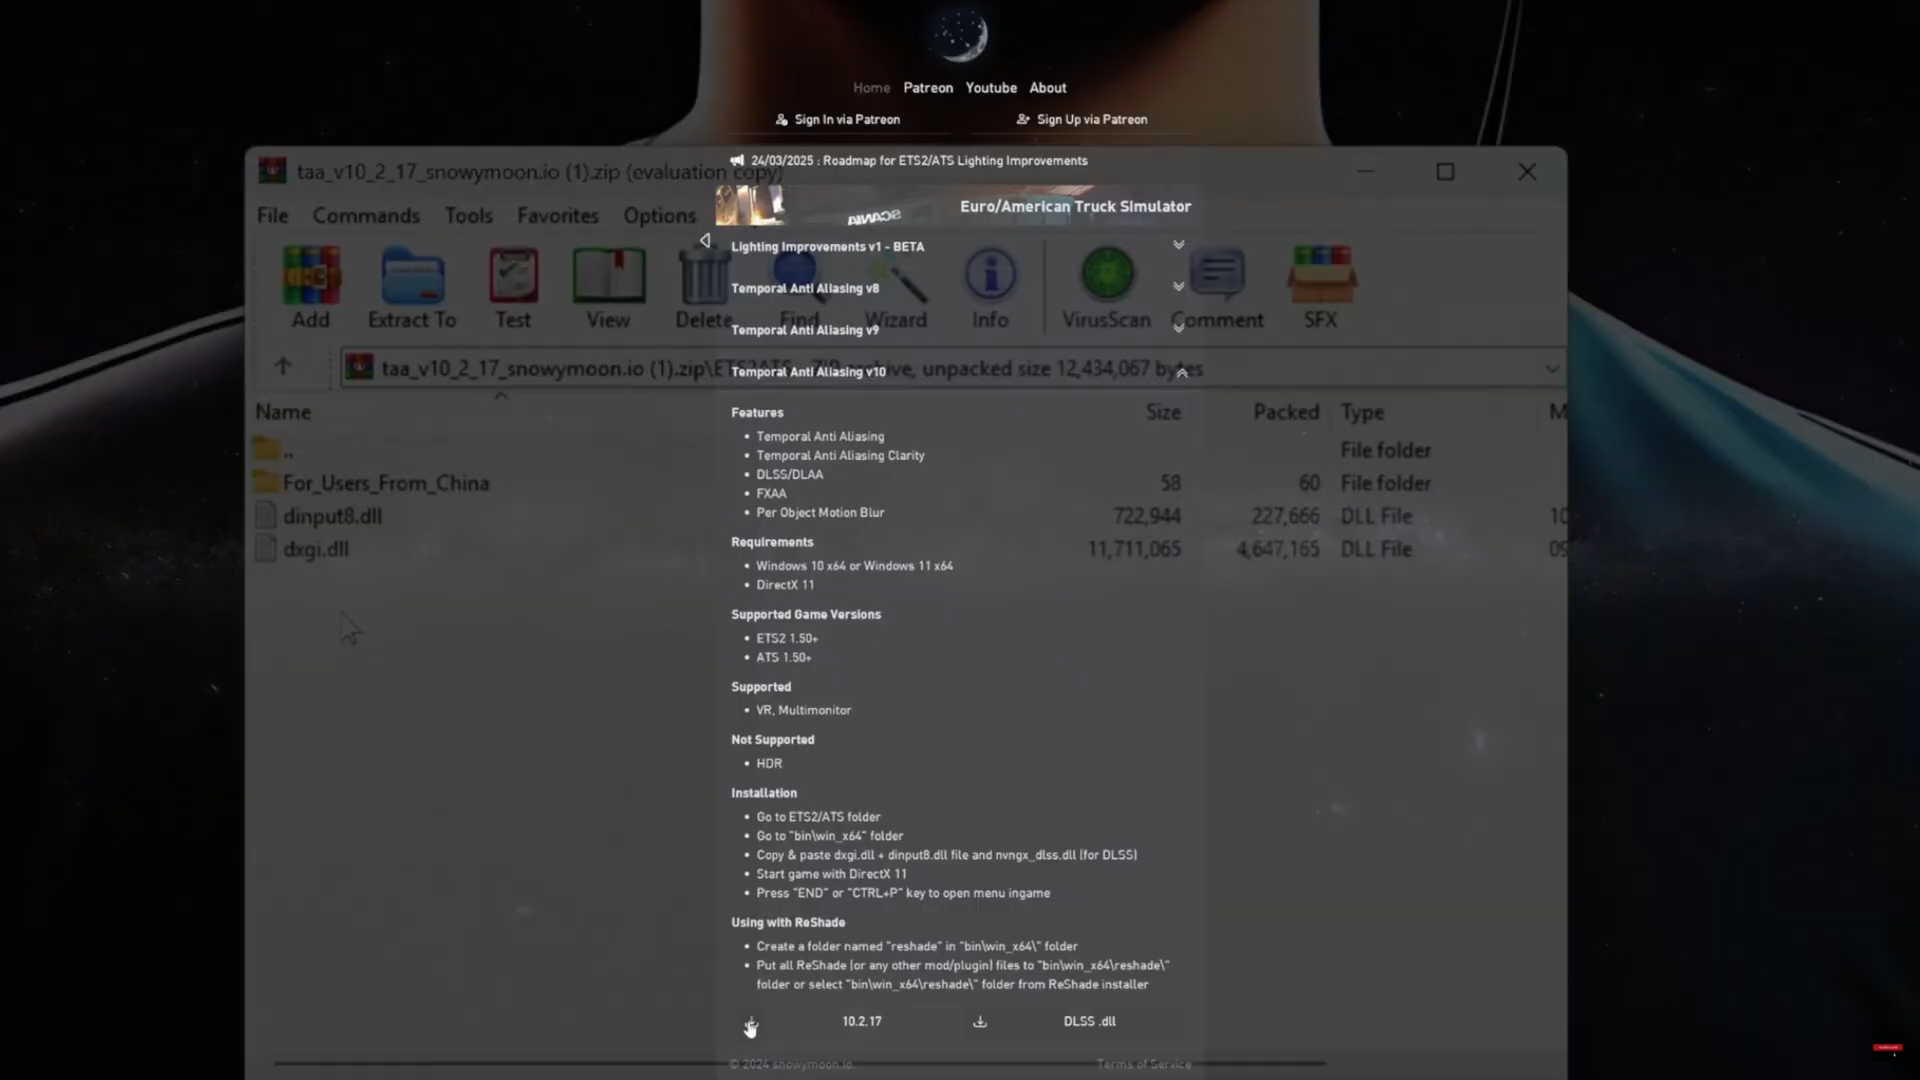 Home Patreon Youtube About
Sign In via Patreon Sign Up via Patreon
24/03/2025 : Roadmap for ETS2/ATS Lighting Improvements
taa_v10_2_17_snowymoon.io (1).zip (evaluation copy)
SCANIA Euro/American Truck Simulator
File Commands Tools Favorites Options
Lighting Improvements v1 - BETA
Temporal Anti Aliasing v8
Add Extract To Test View Delete Find Wizard Info VirusScan Comment SFX
Temporal Anti Aliasing v9
taa_v10_2_17_snowymoon.io (1).zip\ unpacked size 12,434,067 bytes
Temporal Anti Aliasing v10
Name Size Packed Type M
Features
• Temporal Anti Aliasing
.. File folder
• Temporal Anti Aliasing Clarity
• DLSS/DLAA
For_Users_From_China 58 60 File folder
• FXAA
• Per Object Motion Blur
dinput8.dll 722,944 227,666 DLL File 10
Requirements
dxgi.dll 11,711,065 4,647,165 DLL File 09
• Windows 10 x64 or Windows 11 x64
• DirectX 11
Supported Game Versions
• ETS2 1.50+
• ATS 1.50+
Supported
• VR, Multimonitor
Not Supported
• HDR
Installation
• Go to ETS2/ATS folder
• Go to "bin\win_x64" folder
• Copy & paste dxgi.dll + dinput8.dll file and nvngx_dlss.dll (for DLSS)
• Start game with DirectX 11
• Press "END" or "CTRL+P" key to open menu ingame
Using with ReShade
• Create a folder named "reshade" in "bin\win_x64\" folder
• Put all ReShade (or any other mod/plugin) files to "bin\win_x64\reshade\"
folder or select "bin\win_x64\reshade\" folder from ReShade installer
10.2.17 DLSS .dll
© 2024 snowymoon.io. Terms of Service